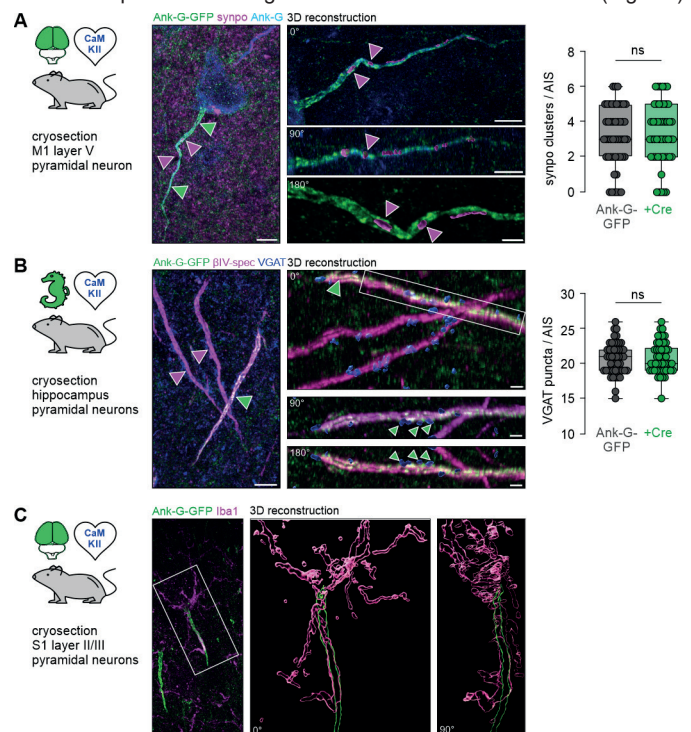 A
CaM
KII
cryosection
M1 layer V
pyramidal neuron
Ank-G-GFP synpo Ank-G 3D reconstruction
0°
90°
180°
synpo clusters / AIS
8
6
4
2
0
ns
Ank-G-
GFP
+Cre
B
CaM
KII
cryosection
hippocampus
pyramidal neurons
Ank-G-GFP βIV-spec VGAT 3D reconstruction
0°
90°
180°
VGAT puncta / AIS
30
25
20
15
10
ns
Ank-G-
GFP
+Cre
C
CaM
KII
cryosection
S1 layer II/III
pyramidal neurons
Ank-G-GFP Iba1 3D reconstruction
0°
90°